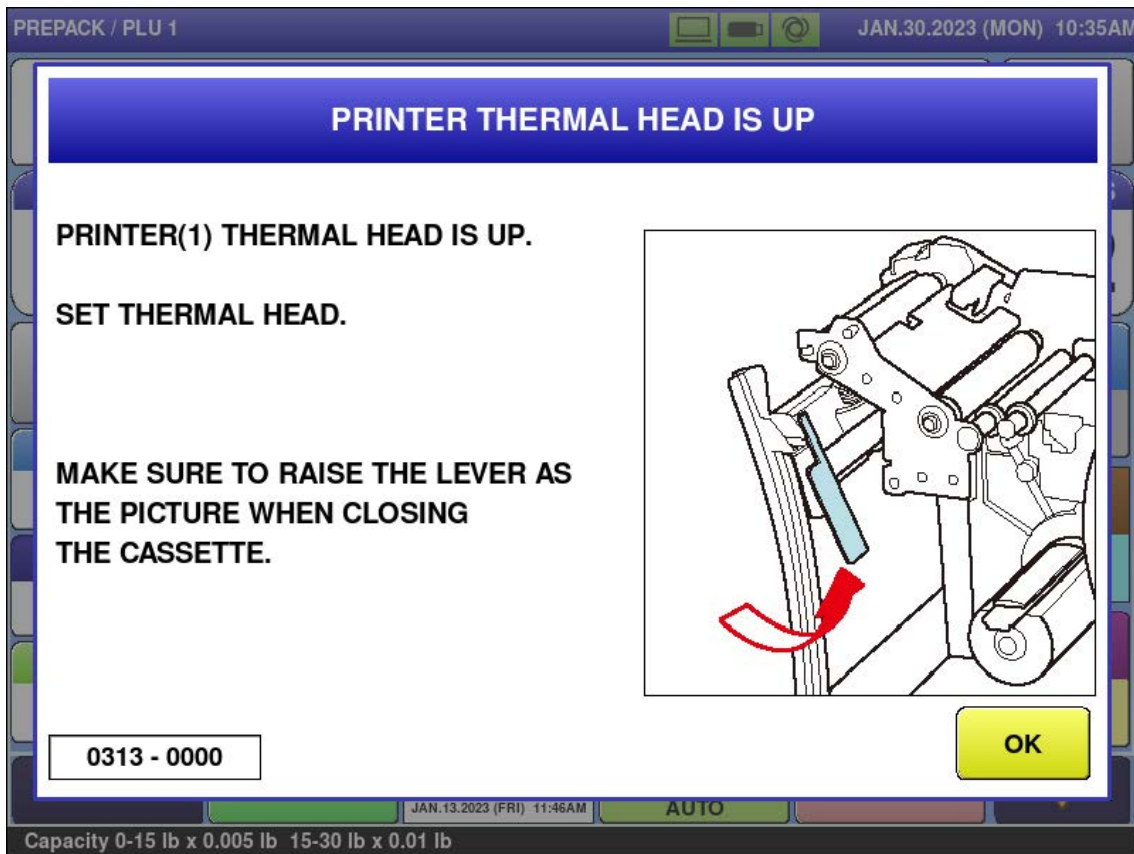 PREPACK / PLU 1
JAN.30.2023 (MON) 10:35AM
PRINTER THERMAL HEAD IS UP
PRINTER(1) THERMAL HEAD IS UP.
SET THERMAL HEAD.
MAKE SURE TO RAISE THE LEVER AS
THE PICTURE WHEN CLOSING
THE CASSETTE.
0313 - 0000
OK
JAN.13.2023 (FRI) 11:46AM
AUTO
Capacity 0-15 lb x 0.005 lb 15-30 lb x 0.01 lb